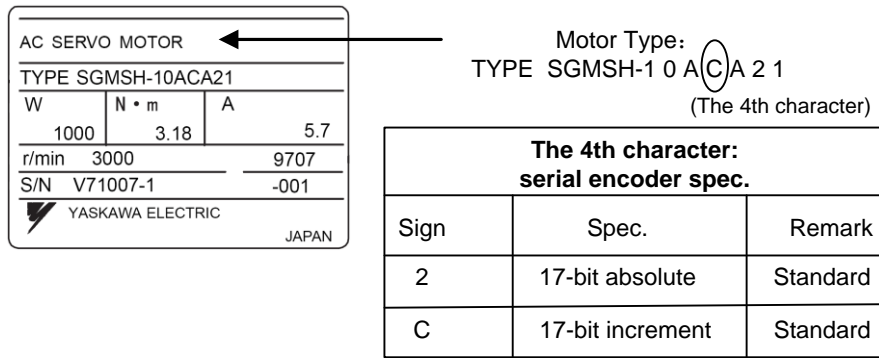 AC SERVO MOTOR
TYPE SGMSH-10ACA21
W N・m A
1000 3.18 5.7
r/min 3000 9707
S/N V71007-1 -001
YASKAWA ELECTRIC
JAPAN
Motor Type：
TYPE SGMSH-1 0 A C A 2 1
(The 4th character)
The 4th character:
serial encoder spec.
Sign Spec. Remark
2 17-bit absolute Standard
C 17-bit increment Standard